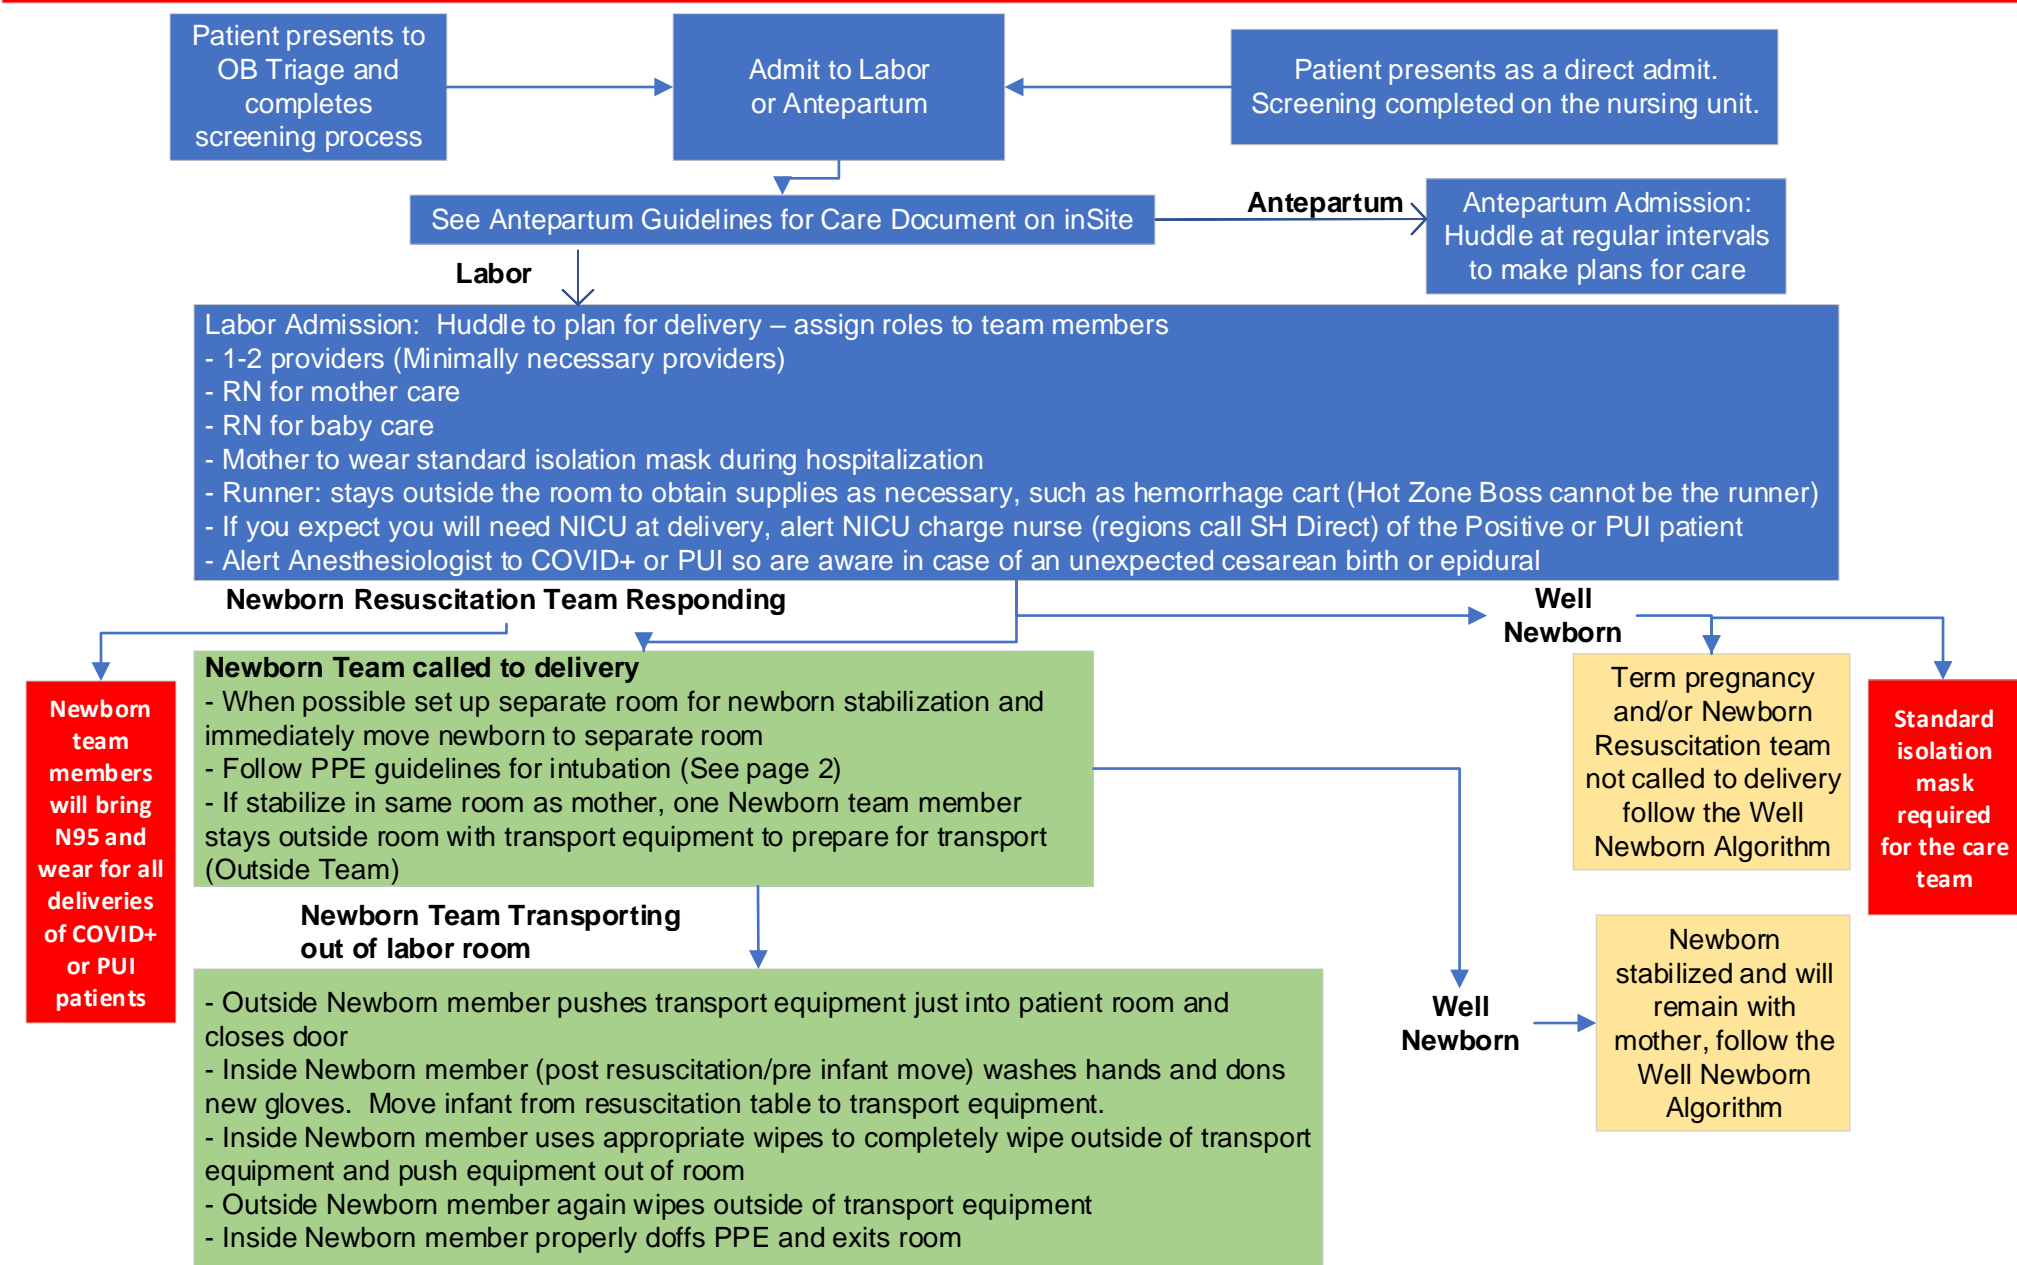 Patient presents to
OB Triage and
completes
screening process
Admit to Labor
or Antepartum
Patient presents as a direct admit.
Screening completed on the nursing unit.
See Antepartum Guidelines for Care Document on inSite
Antepartum
Antepartum Admission:
Huddle at regular intervals
to make plans for care
Labor
Labor Admission:  Huddle to plan for delivery – assign roles to team members
- 1-2 providers (Minimally necessary providers)
- RN for mother care
- RN for baby care
- Mother to wear standard isolation mask during hospitalization
- Runner: stays outside the room to obtain supplies as necessary, such as hemorrhage cart (Hot Zone Boss cannot be the runner)
- If you expect you will need NICU at delivery, alert NICU charge nurse (regions call SH Direct) of the Positive or PUI patient
- Alert Anesthesiologist to COVID+ or PUI so are aware in case of an unexpected cesarean birth or epidural
Newborn Resuscitation Team Responding
Well
Newborn
Newborn
team
members
will bring
N95 and
wear for all
deliveries
of COVID+
or PUI
patients
Newborn Team called to delivery
- When possible set up separate room for newborn stabilization and
immediately move newborn to separate room
- Follow PPE guidelines for intubation (See page 2)
- If stabilize in same room as mother, one Newborn team member
stays outside room with transport equipment to prepare for transport
(Outside Team)
Term pregnancy
and/or Newborn
Resuscitation team
not called to delivery
follow the Well
Newborn Algorithm
Standard
isolation
mask
required
for the care
team
Newborn Team Transporting
out of labor room
- Outside Newborn member pushes transport equipment just into patient room and
closes door
- Inside Newborn member (post resuscitation/pre infant move) washes hands and dons
new gloves.  Move infant from resuscitation table to transport equipment.
- Inside Newborn member uses appropriate wipes to completely wipe outside of transport
equipment and push equipment out of room
- Outside Newborn member again wipes outside of transport equipment
- Inside Newborn member properly doffs PPE and exits room
Well
Newborn
Newborn
stabilized and will
remain with
mother, follow the
Well Newborn
Algorithm